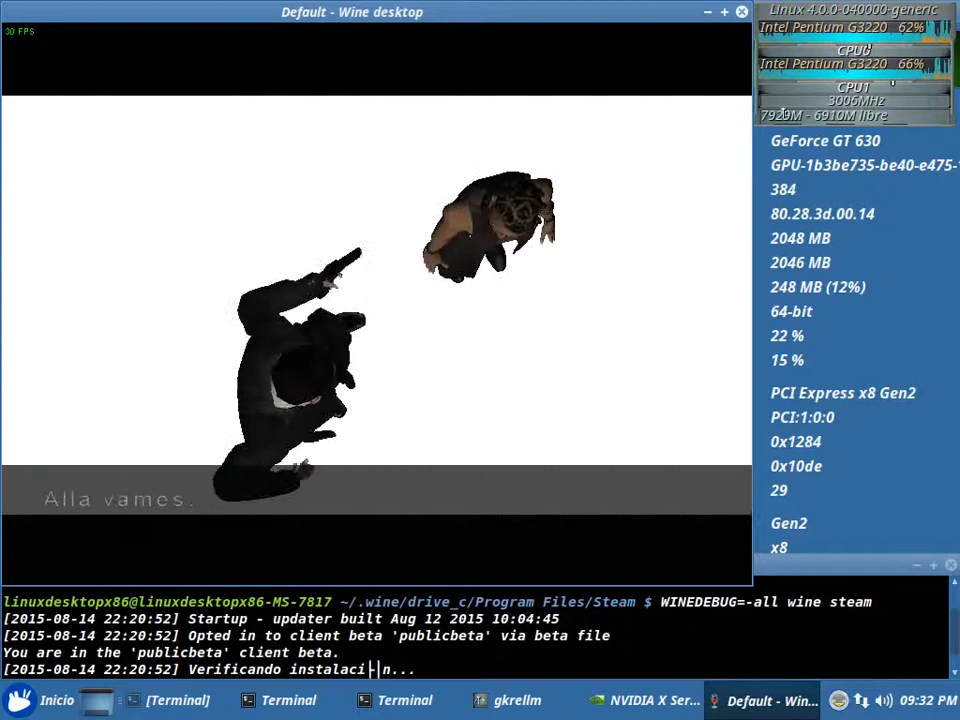 Default - Wine desktop
Linux 4.0.0-040000-generic
30 FPS
Intel Pentium G3220 62%
CPU0
Intel Pentium G3220 66%
CPU1
3006MHz
7929M - 6910M libre
GeForce GT 630
GPU-1b3be735-be40-e475-
384
80.28.3d.00.14
2048 MB
2046 MB
248 MB (12%)
64-bit
22 %
15 %
PCI Express x8 Gen2
PCI:1:0:0
0x1284
0x10de
29
Gen2
x8
Alla vames.
linuxdesktopx86@linuxdesktopx86-MS-7817 ~/.wine/drive_c/Program Files/Steam $ WINEDEBUG=-all wine steam
[2015-08-14 22:20:52] Startup - updater built Aug 12 2015 10:04:45
[2015-08-14 22:20:52] Opted in to client beta 'publicbeta' via beta file
You are in the 'publicbeta' client beta.
[2015-08-14 22:20:52] Verificando instalaci├│n...
Inicio
[Terminal]
Terminal
Terminal
gkrellm
NVIDIA X Ser...
Default - Win...
09:32 PM